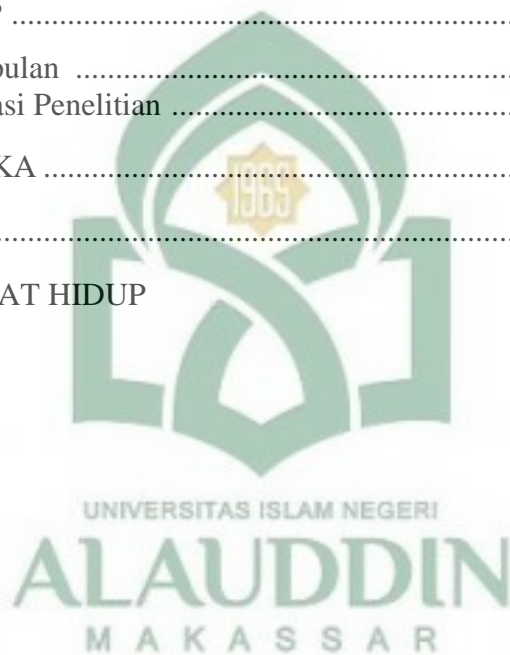 ................................................................
bulan ..........................................................
asi Penelitian .............................................
KA ............................................................
................................................................
AT HIDUP
1965
UNIVERSITAS ISLAM NEGERI
ALAUDDIN
MAKASSAR